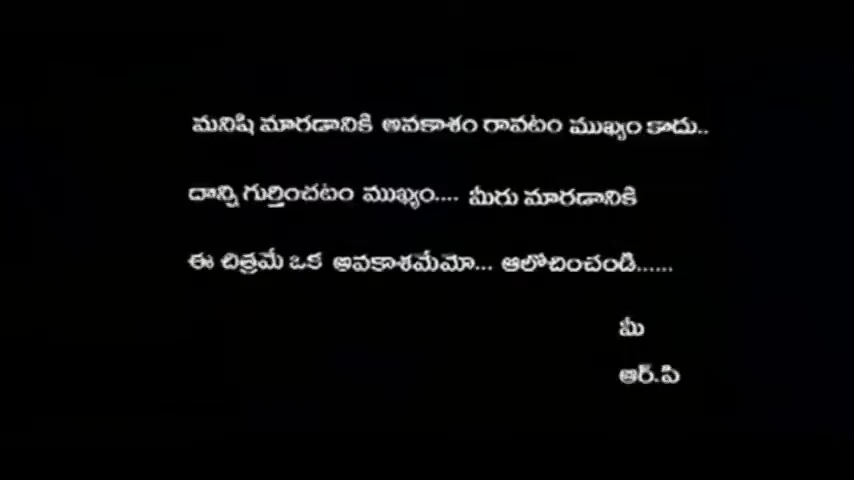 మనిషి మారడానికి అవకాశం రావటం ముఖ్యం కాదు..
దాన్ని గుర్తించటం ముఖ్యం.... మీరు మారడానికి
ఈ చిత్రమే ఒక అవకాశమేమో... ఆలోచించండి......
మీ
ఆర్.పి